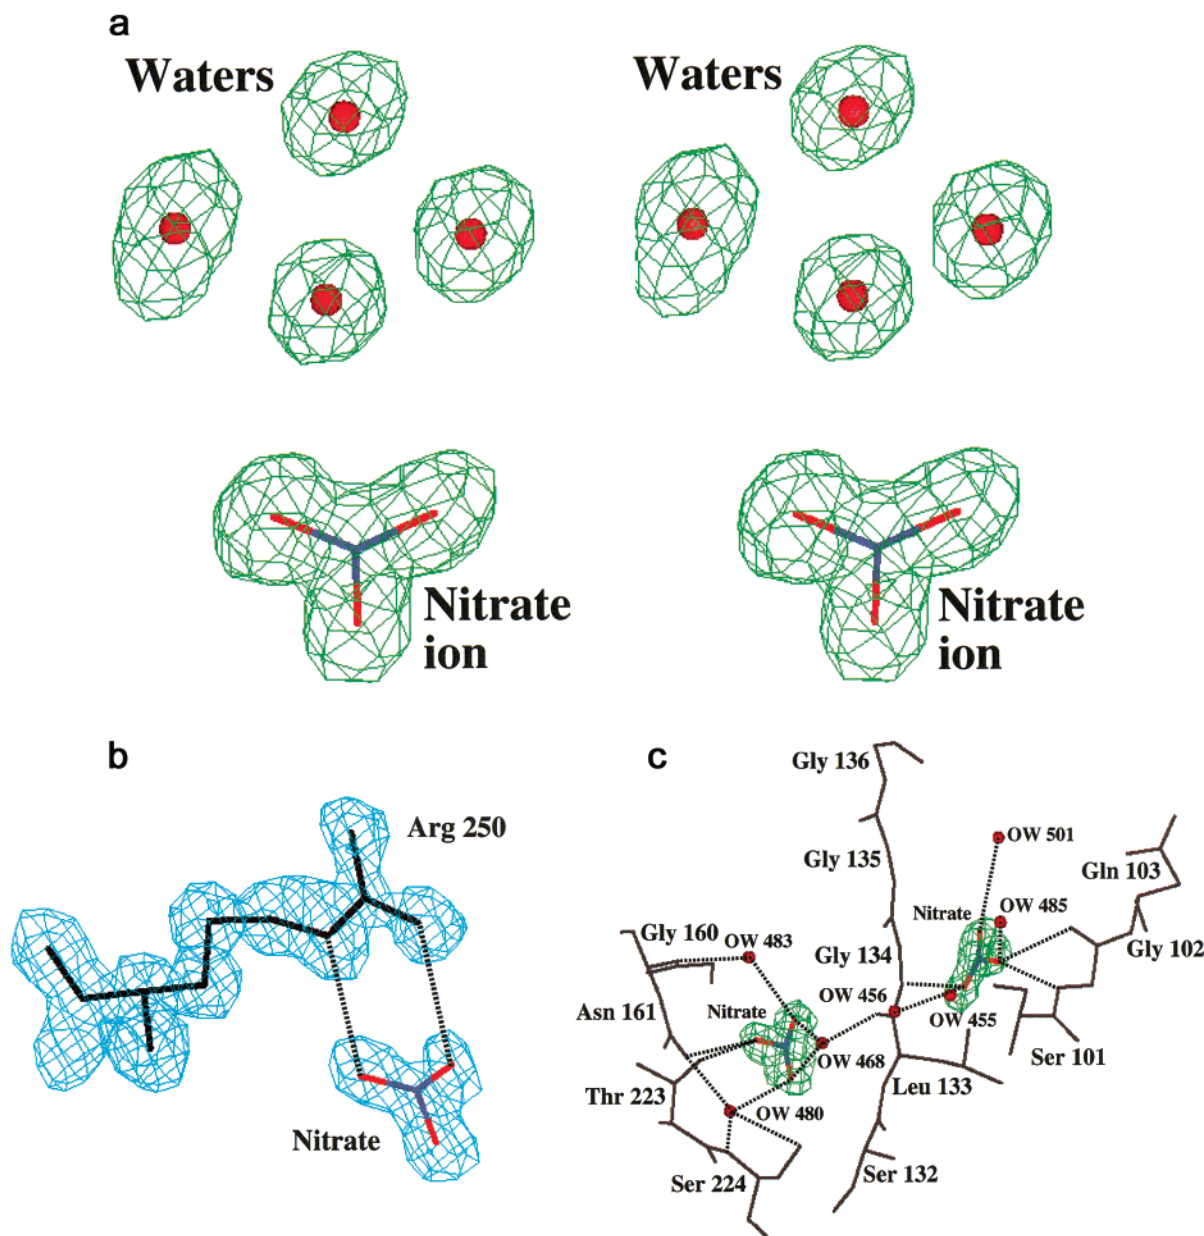 a
Waters
Waters
Nitrate
ion
Nitrate
ion
b
Arg 250
Nitrate
c
Gly 136
OW 501
Gly 135
Gln 103
Nitrate
OW 485
Gly 160
OW 483
Gly 134
Gly 102
OW 456
Asn 161
Nitrate
OW 455
OW 468
Ser 101
Leu 133
Thr 223
OW 480
Ser 224
Ser 132